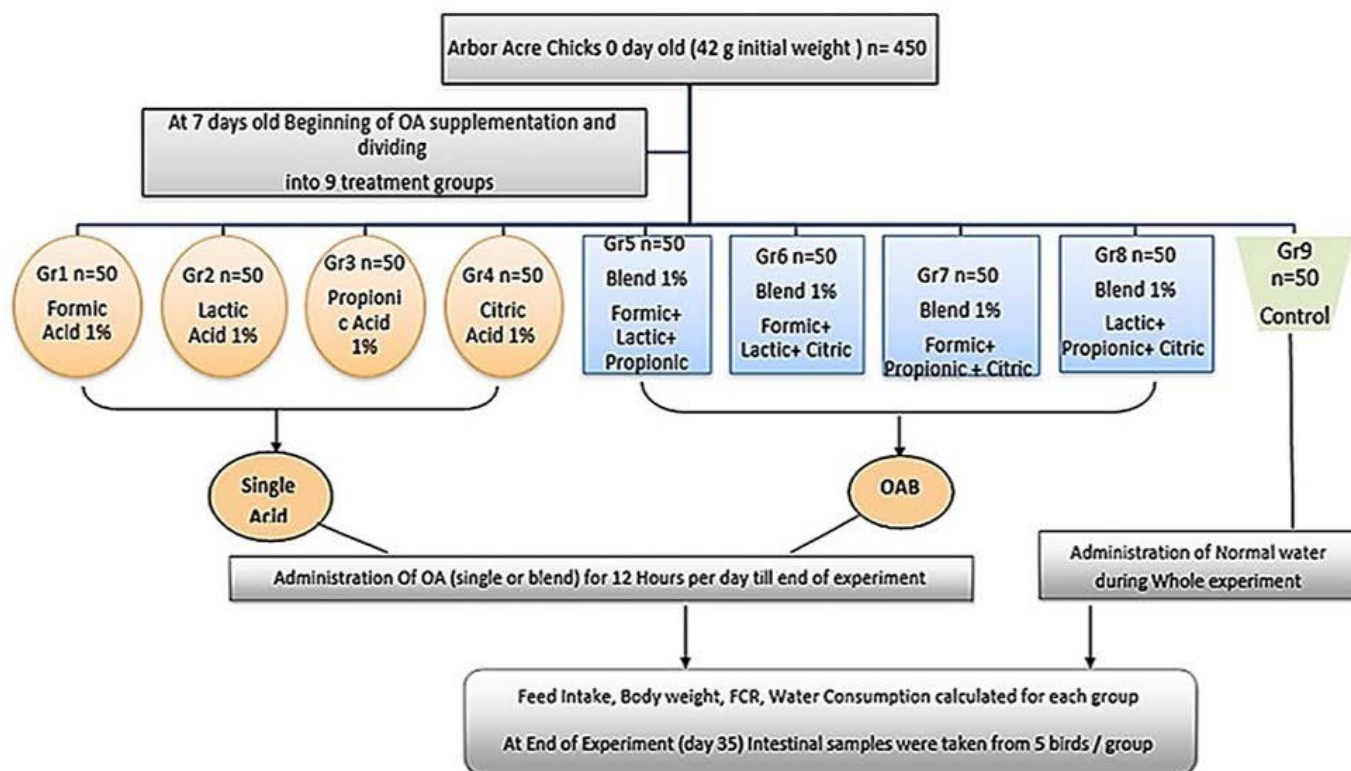 Arbor Acre Chicks 0 day old (42 g initial weight ) n= 450
At 7 days old Beginning of OA supplementation and
dividing
into 9 treatment groups
Gr1 n=50
Formic
Acid 1%
Gr2 n=50
Lactic
Acid 1%
Gr3 n=50
Propioni
c Acid
1%
Gr4 n=50
Citric
Acid 1%
Gr5 n=50
Blend 1%
Formic+
Lactic+
Propionic
Gr6 n=50
Blend 1%
Formic+
Lactic+ Citric
Gr7 n=50
Blend 1%
Formic+
Propionic + Citric
Gr8 n=50
Blend 1%
Lactic+
Propionic+ Citric
Gr9
n=50
Control
Single
Acid
OAB
Administration Of OA (single or blend) for 12 Hours per day till end of experiment
Administration of Normal water
during Whole experiment
Feed Intake, Body weight, FCR, Water Consumption calculated for each group
At End of Experiment (day 35) Intestinal samples were taken from 5 birds / group